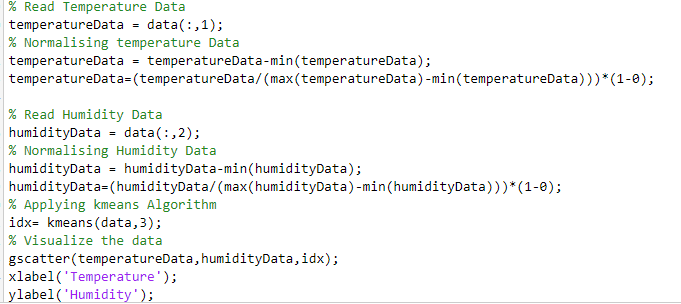 % Read Temperature Data
temperatureData = data(:,1);
% Normalising temperature Data
temperatureData = temperatureData-min(temperatureData);
temperatureData=(temperatureData/(max(temperatureData)-min(temperatureData)))*(1-0);
% Read Humidity Data
humidityData = data(:,2);
% Normalising Humidity Data
humidityData = humidityData-min(humidityData);
humidityData=(humidityData/(max(humidityData)-min(humidityData)))*(1-0);
% Applying kmeans Algorithm
idx= kmeans(data,3);
% Visualize the data
gscatter(temperatureData,humidityData,idx);
xlabel('Temperature');
ylabel('Humidity');